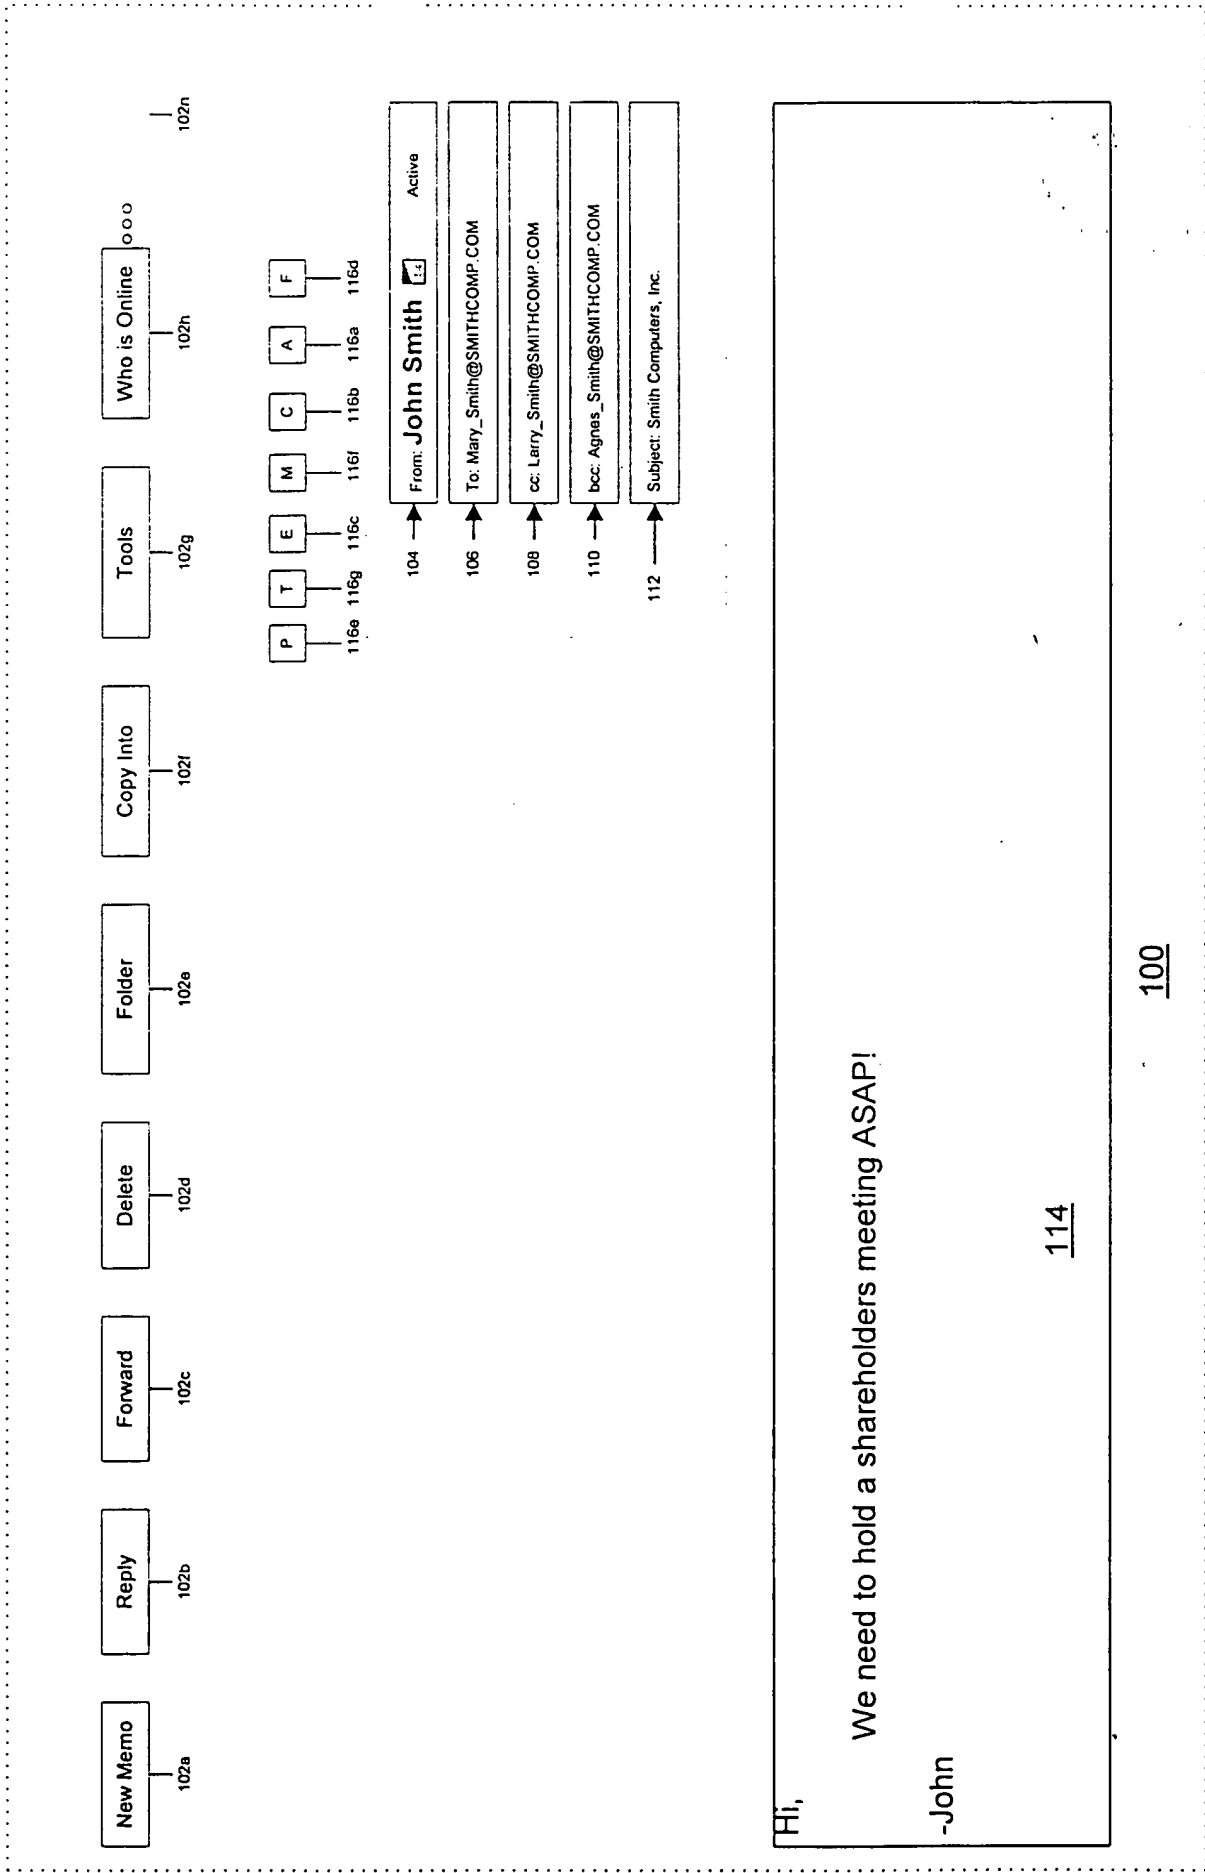 New Memo Reply Forward Delete Folder Copy Into Tools Who is Online ooo
102a 102b 102c 102d 102e 102f 102g 102h 102n
P T E M C A F
116e 116g 116c 116f 116b 116a 116d
104 From: John Smith Active
106 To: Mary_Smith@SMITHCOMP.COM
108 cc: Larry_Smith@SMITHCOMP.COM
110 bcc: Agnes_Smith@SMITHCOMP.COM
112 Subject: Smith Computers, Inc.
Hi,
We need to hold a shareholders meeting ASAP!
-John
114
100